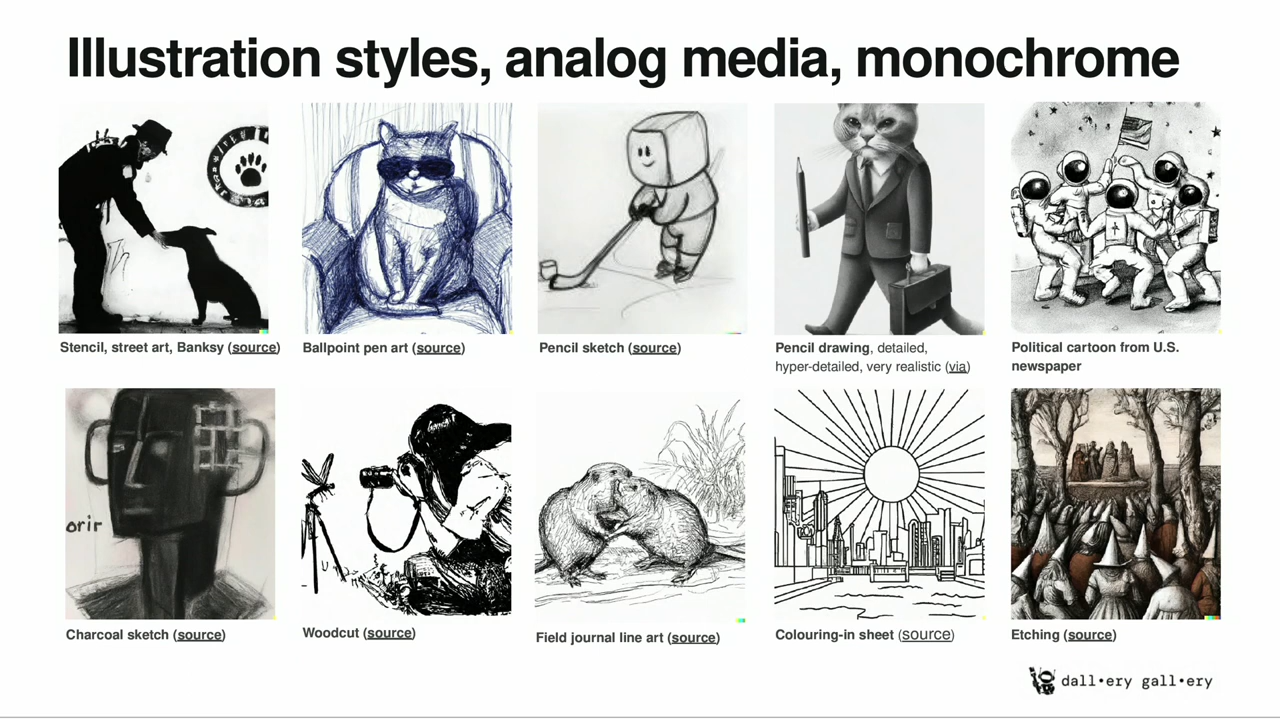 Illustration styles, analog media, monochrome
Stencil, street art, Banksy (source)
Ballpoint pen art (source)
Pencil sketch (source)
Pencil drawing, detailed,
hyper-detailed, very realistic (via)
Political cartoon from U.S.
newspaper
orir
Charcoal sketch (source)
Woodcut (source)
Field journal line art (source)
Colouring-in sheet (source)
Etching (source)
dall•ery gall•ery